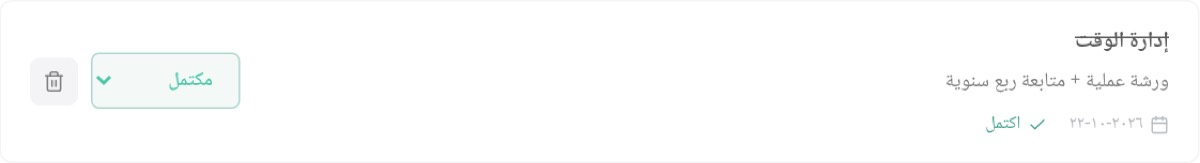 إدارة الوقت
ورشة عملية + متابعة ربع سنوية
٢٢-١٠-٢٠٢٦ اكتمل
مكتمل